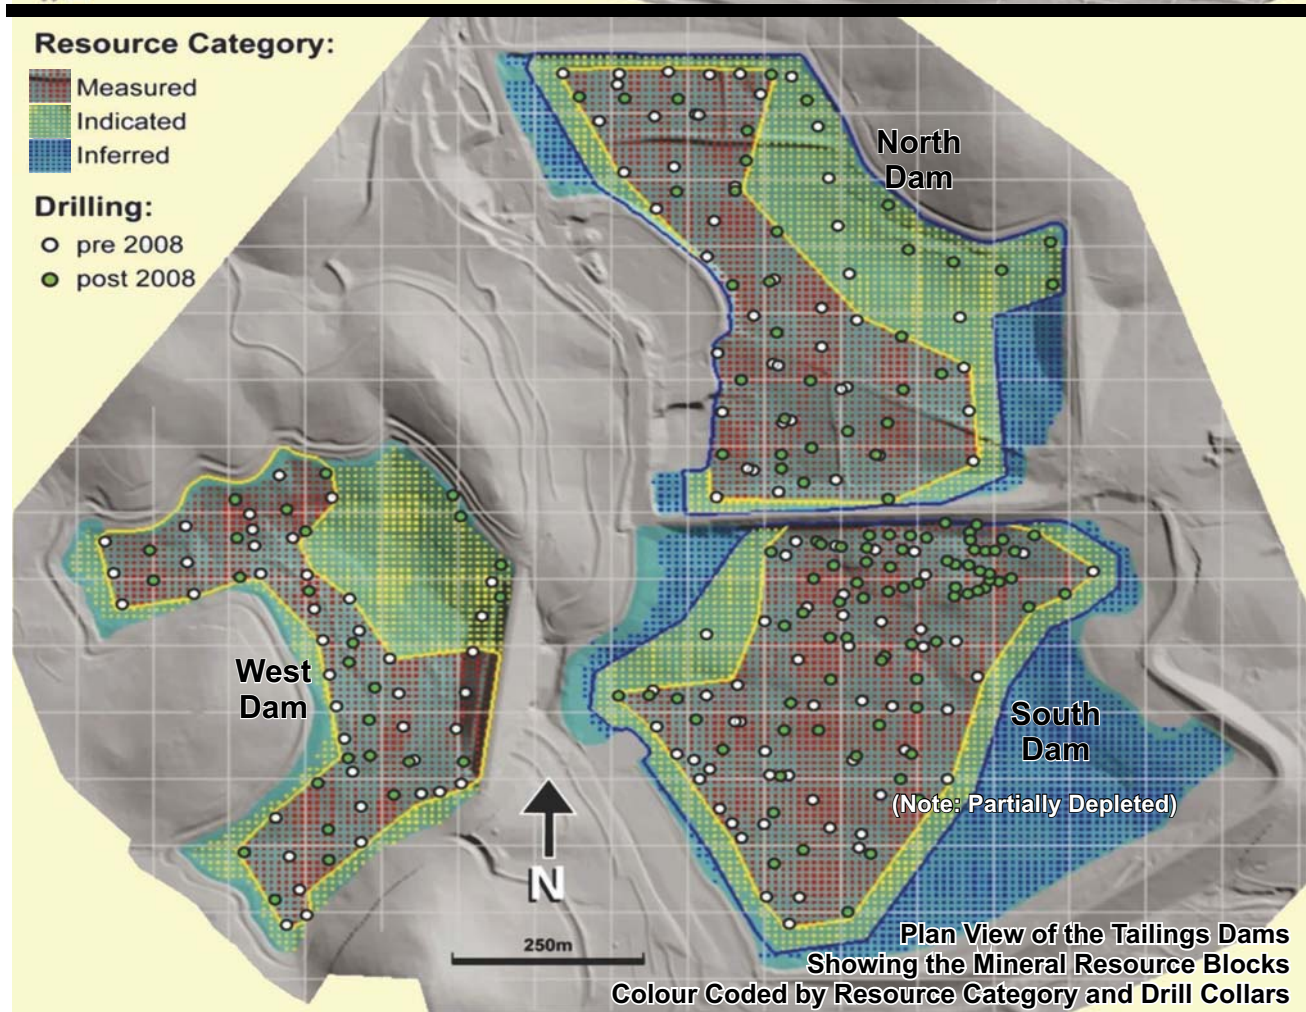 Resource Category:
Measured
Indicated
Inferred
Drilling:
pre 2008
post 2008
North
Dam
West
Dam
South
Dam
(Note: Partially Depleted)
N
250m
Plan View of the Tailings Dams
Showing the Mineral Resource Blocks
Colour Coded by Resource Category and Drill Collars